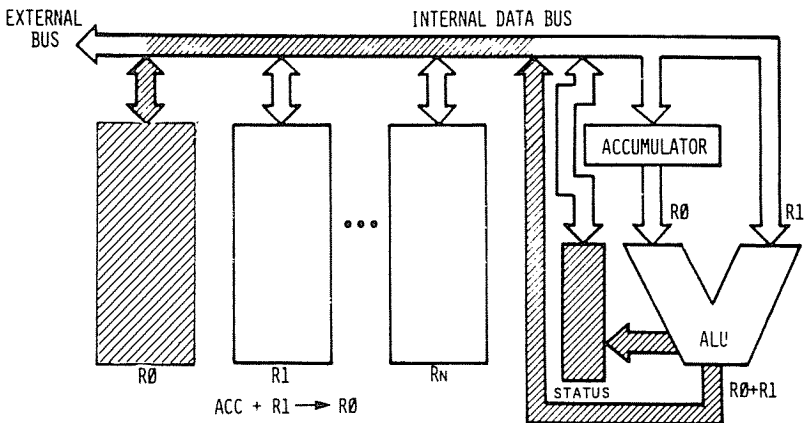 EXTERNAL
BUS
INTERNAL DATA BUS
ACCUMULATOR
RØ
R1
ALU
RØ
R1
RN
STATUS
RØ+R1
ACC + R1 → RØ